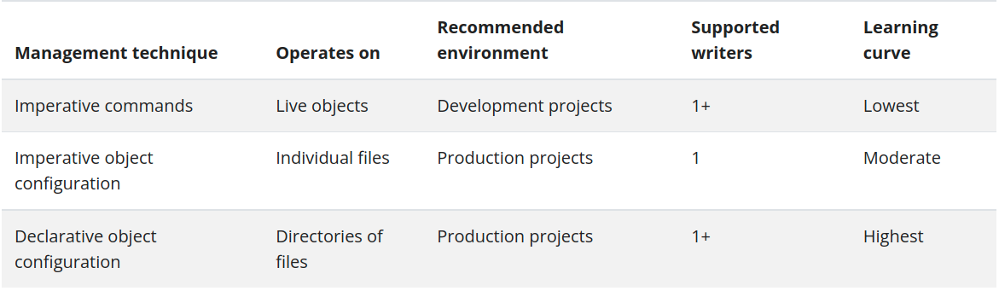 Management technique Operates on Recommended environment Supported writers Learning curve
Imperative commands Live objects Development projects 1+ Lowest
Imperative object configuration Individual files Production projects 1 Moderate
Declarative object configuration Directories of files Production projects 1+ Highest